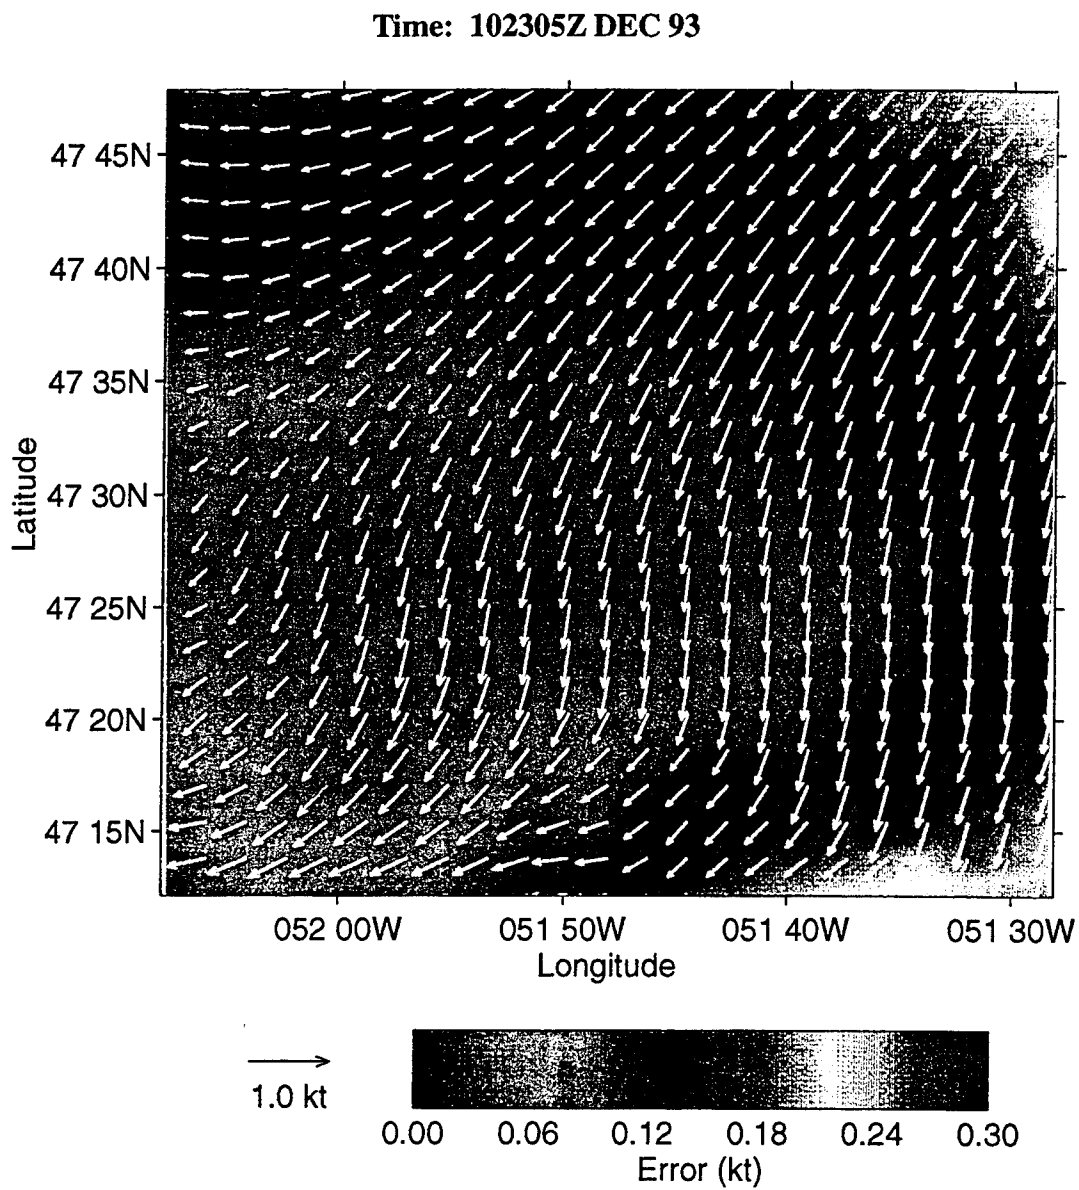 Time: 102305Z DEC 93
47 45N
47 40N
47 35N
47 30N
47 25N
47 20N
47 15N
Latitude
052 00W 051 50W 051 40W 051 30W
Longitude
1.0 kt
0.00 0.06 0.12 0.18 0.24 0.30
Error (kt)